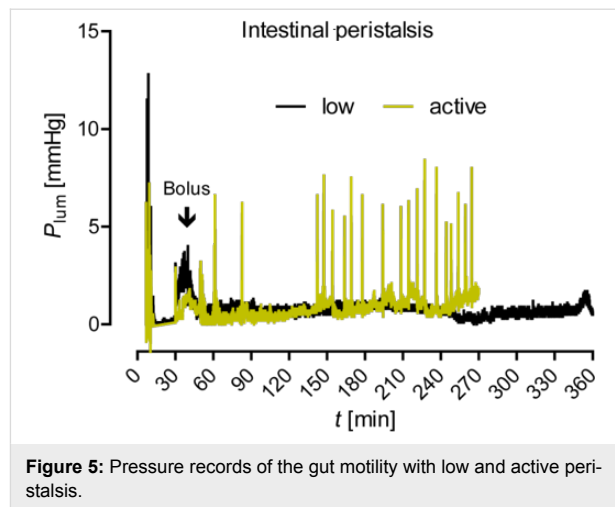 Intestinal peristalsis
low active
Bolus
15
10
5
0
P_lum [mmHg]
0 30 60 90 120 150 180 210 240 270 300 330 360
t [min]
Figure 5: Pressure records of the gut motility with low and active peri-
stalsis.